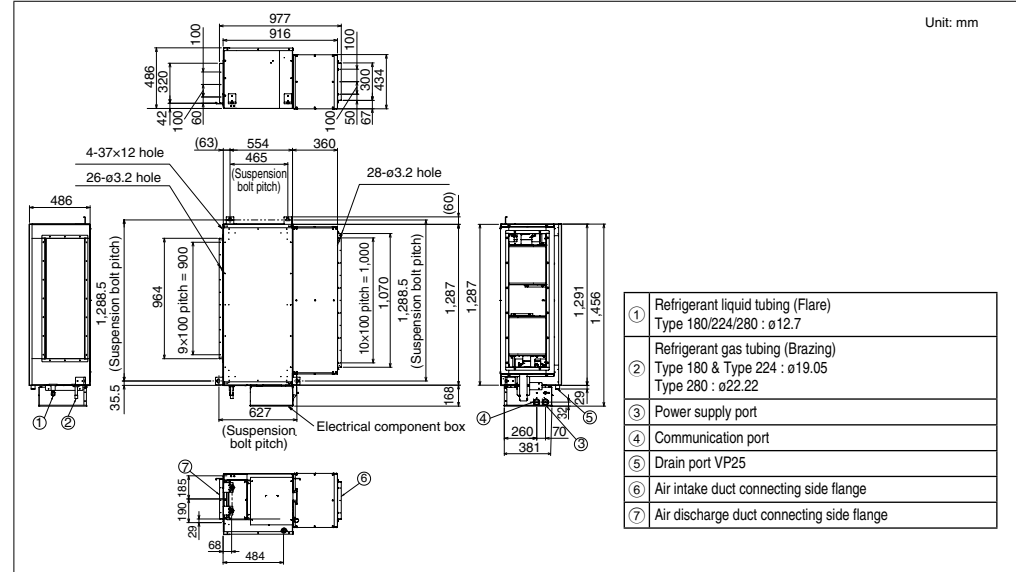 Unit: mm
977
916
100
100
486
320
42
100
60
300
434
100
50
67
(63)
554
360
465
(Suspension
bolt pitch)
4-37×12 hole
26-ø3.2 hole
28-ø3.2 hole
(60)
486
1,288.5
(Suspension bolt pitch)
964
9×100 pitch = 900
10×100 pitch = 1,000
1,070
1,288.5
(Suspension bolt pitch)
1,287
1,287
1,291
1,456
35.5
168
① ②
627
(Suspension
bolt pitch)
Electrical component box
④
⑤
③
29
32
260
70
381
⑦
⑥
185
190
29
68
484
① Refrigerant liquid tubing (Flare)
Type 180/224/280 : ø12.7
② Refrigerant gas tubing (Brazing)
Type 180 & Type 224 : ø19.05
Type 280 : ø22.22
③ Power supply port
④ Communication port
⑤ Drain port VP25
⑥ Air intake duct connecting side flange
⑦ Air discharge duct connecting side flange